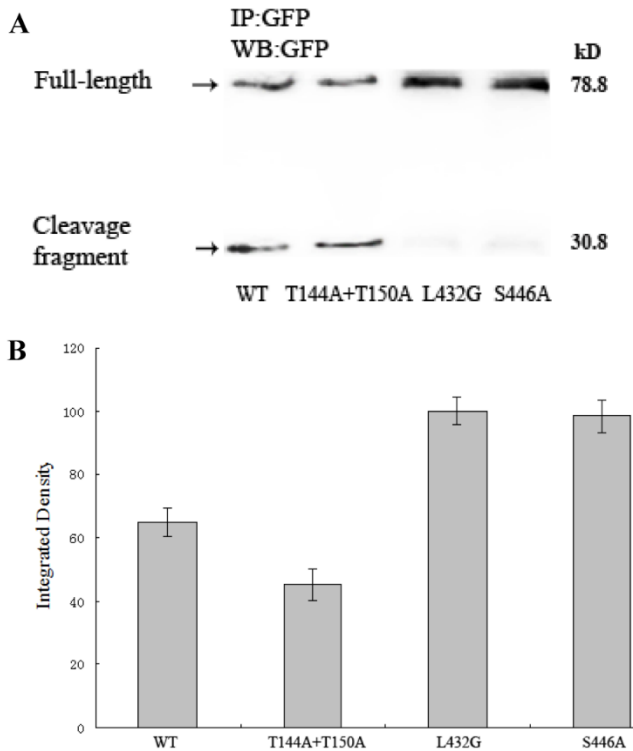 A
IP:GFP
WB:GFP
kD
Full-length
78.8
Cleavage
fragment
30.8
WT T144A+T150A L432G S446A
B
Integrated Density
120
100
80
60
40
20
0
WT T144A+T150A L432G S446A